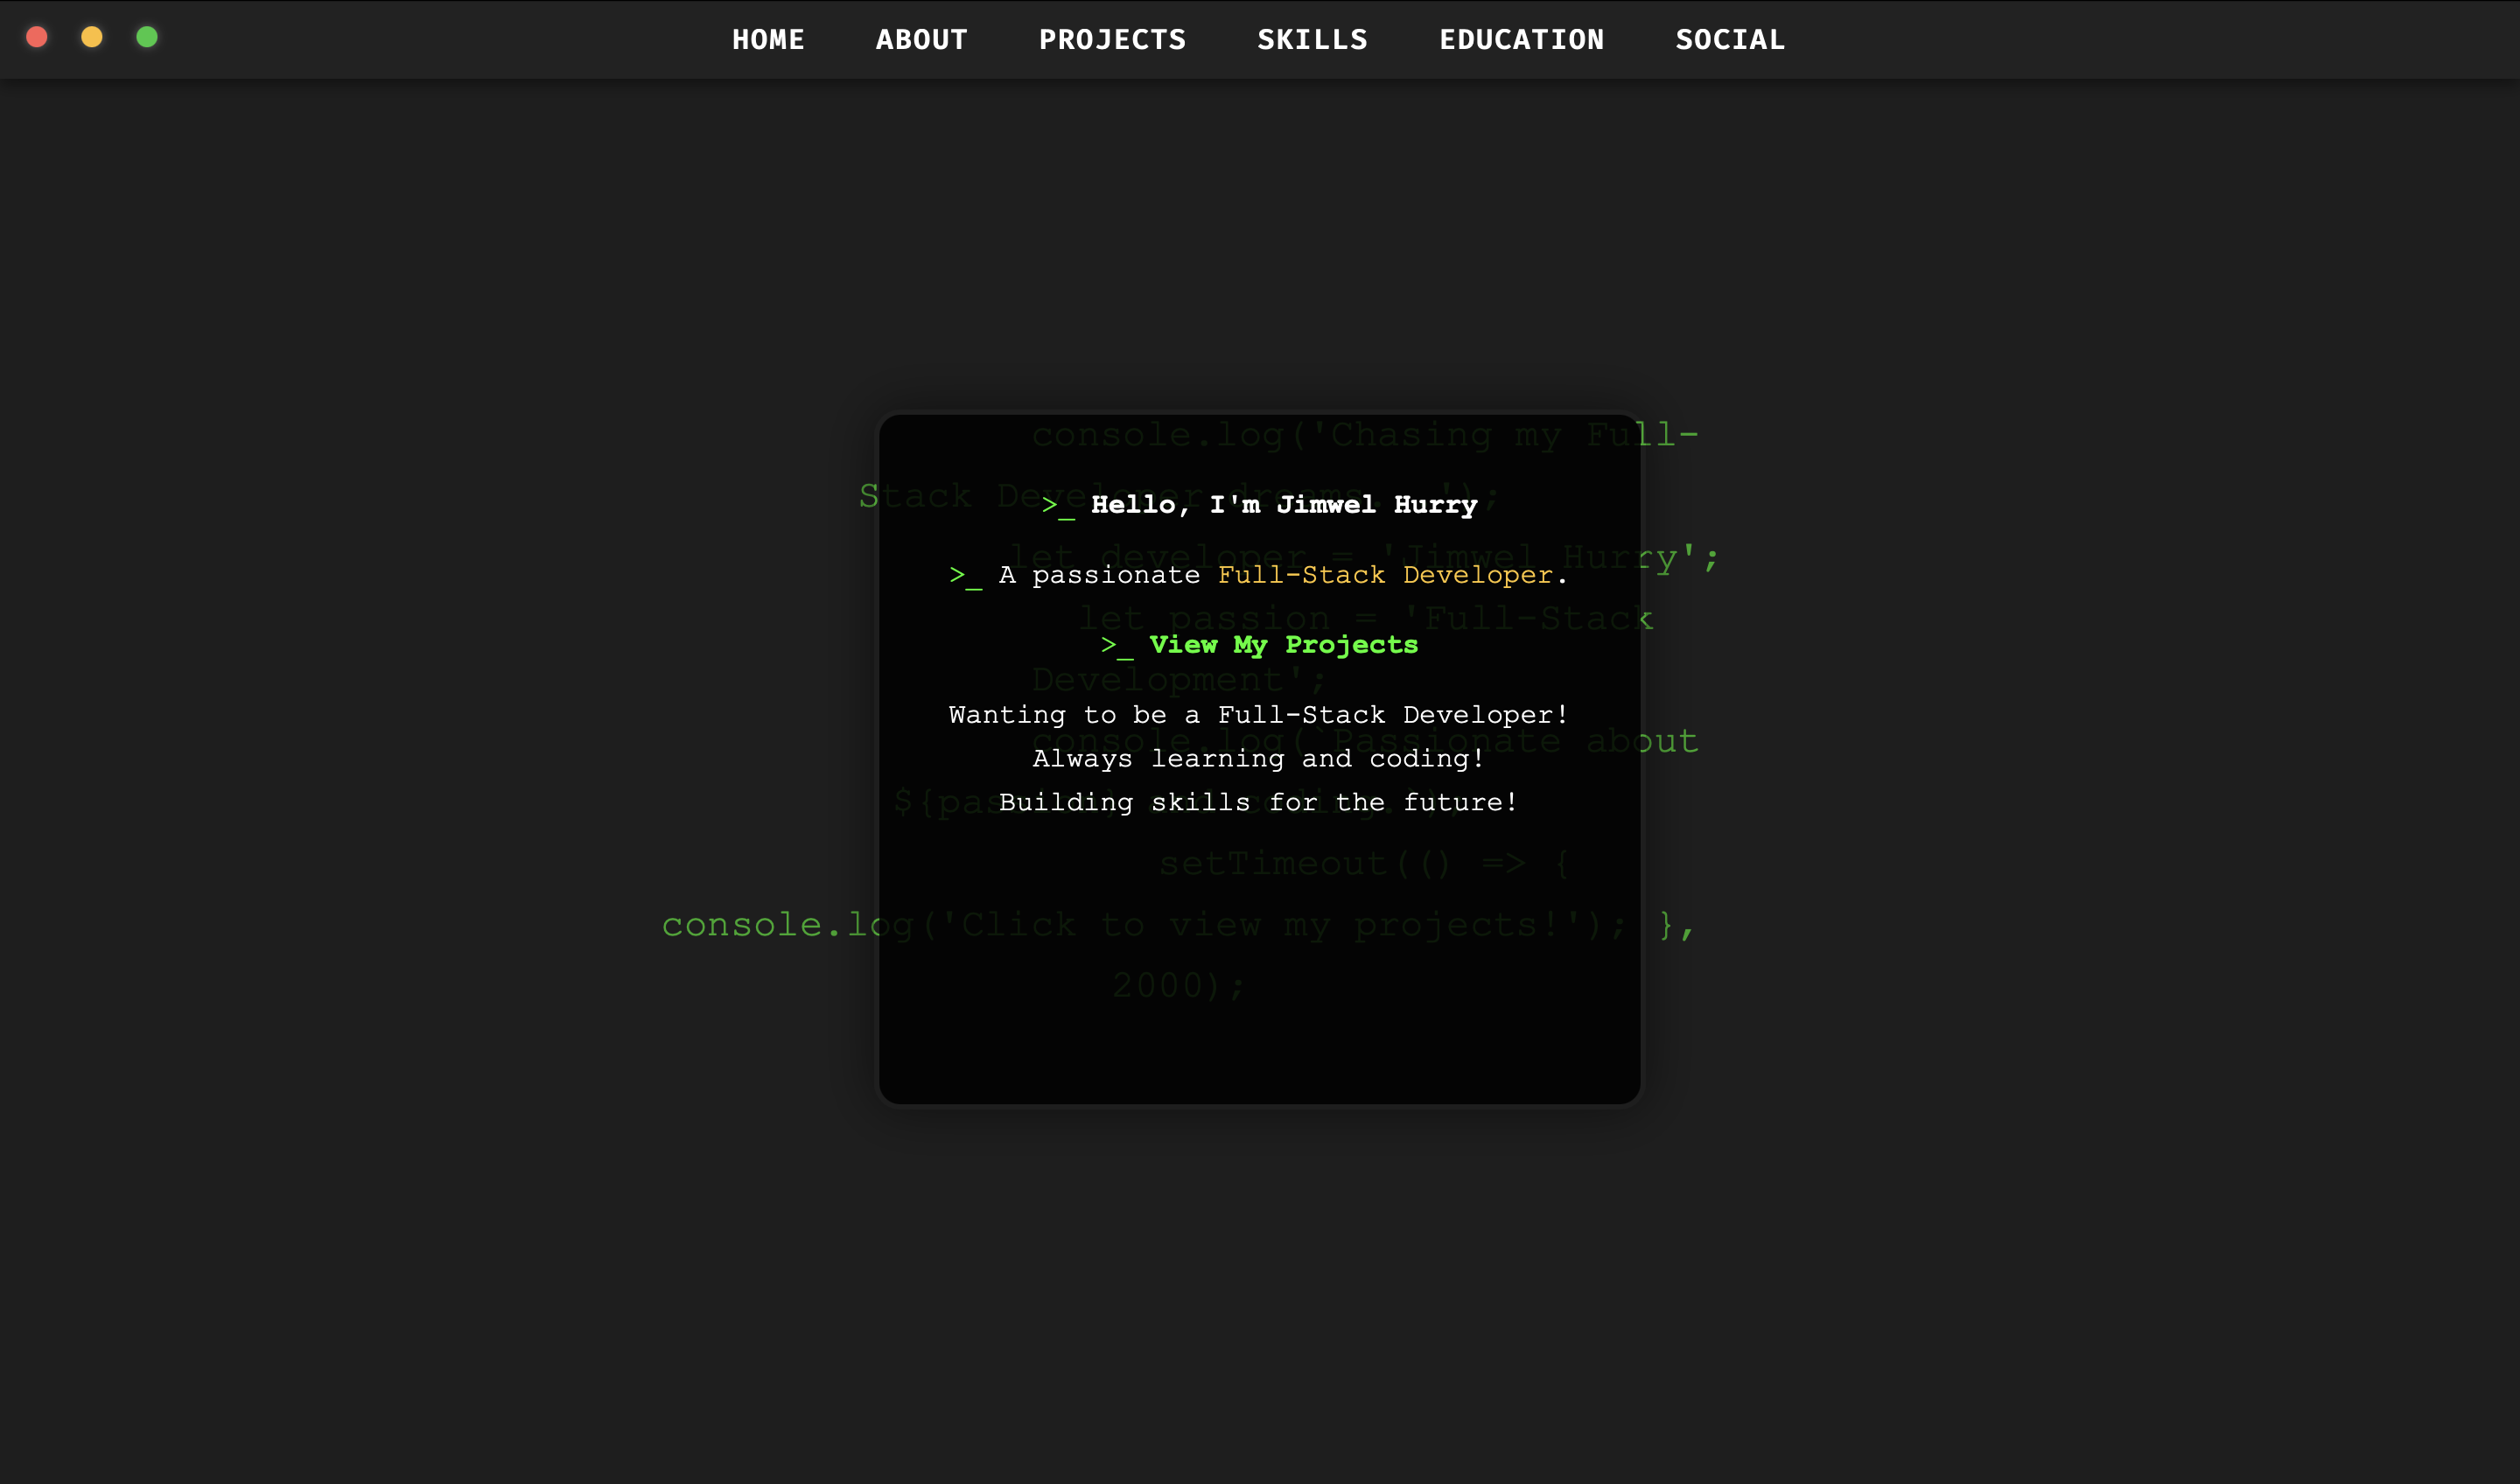 HOME ABOUT PROJECTS SKILLS EDUCATION SOCIAL
console.log('Chasing my Full-
Stack Developer dreams...');
>_ Hello, I'm Jimwel Hurry
let developer = 'Jimwel Hurry';
>_ A passionate Full-Stack Developer.
let passion = 'Full-Stack
>_ View My Projects
Development';
Wanting to be a Full-Stack Developer!
console.log(`Passionate about
Always learning and coding!
${passion} and coding.`);
Building skills for the future!
setTimeout(() => {
console.log('Click to view my projects!'); },
2000);